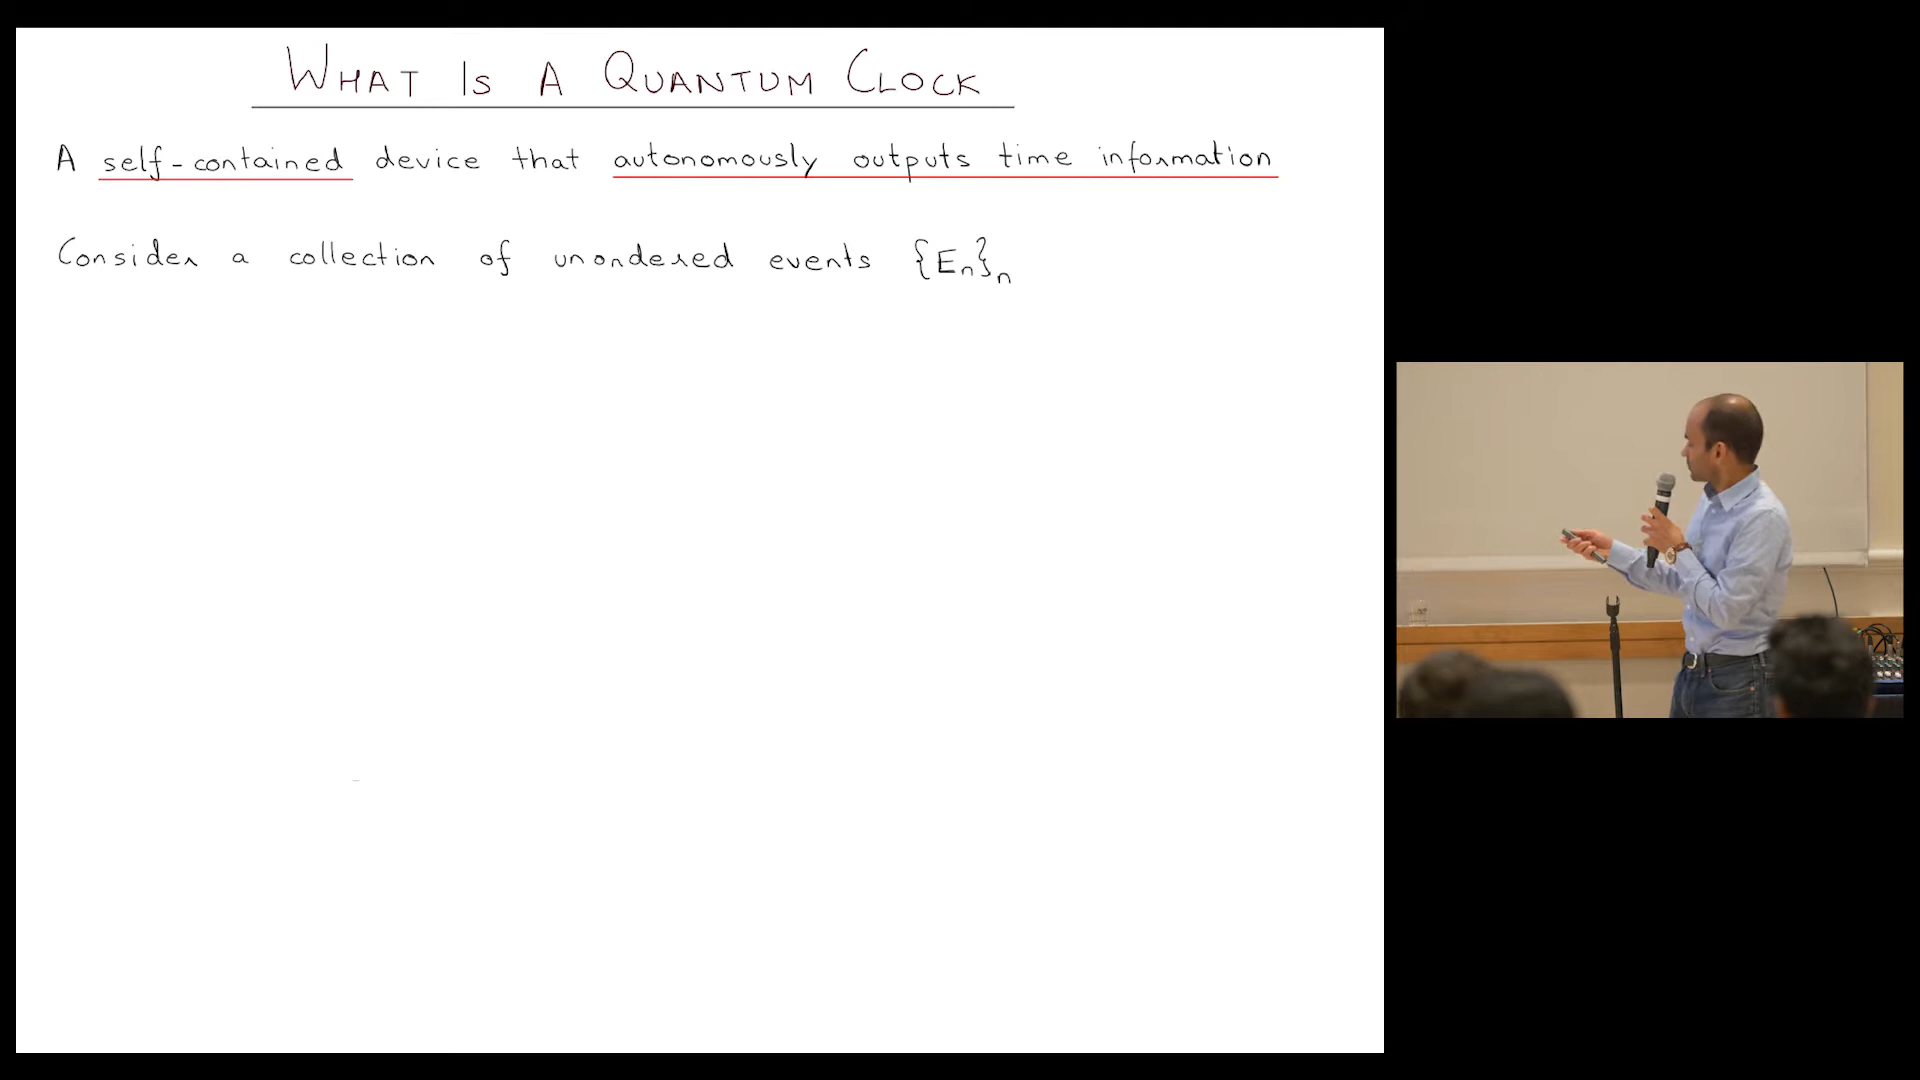 WHAT IS A QUANTUM CLOCK
A self-contained device that autonomously outputs time information
Consider a collection of unordered events {Eₙ}ₙ